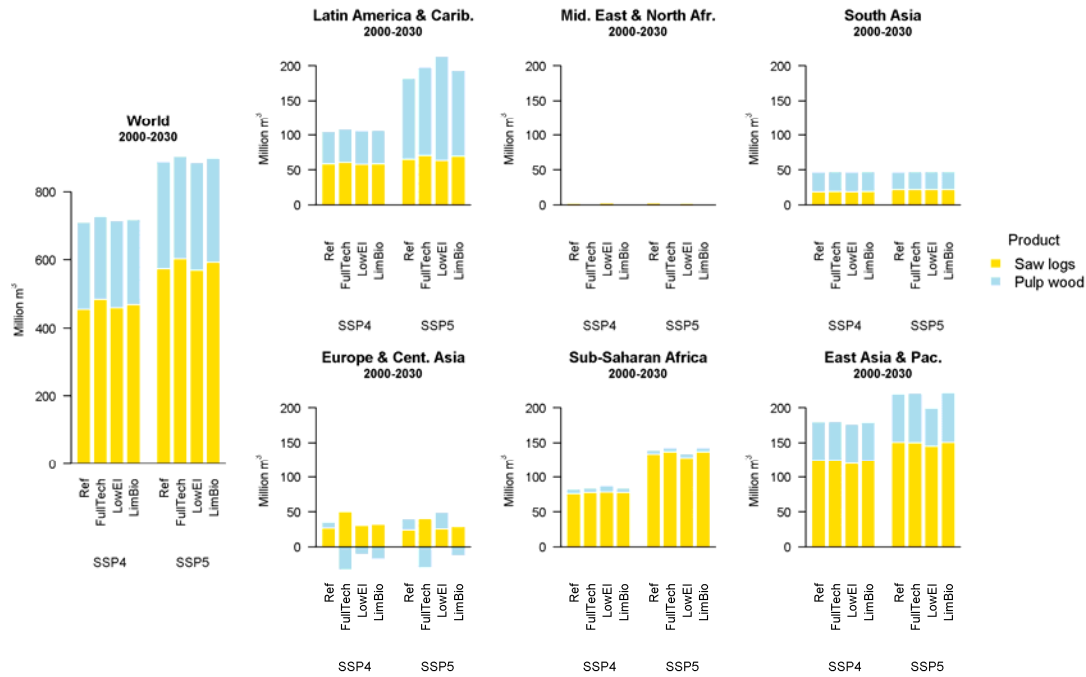 World
2000-2030
Million m³
800
600
400
200
0
Ref
FullTech
LowEI
LimBio
Ref
FullTech
LowEI
LimBio
SSP4
SSP5
Latin America & Carib.
2000-2030
Million m³
200
150
100
50
0
Ref
FullTech
LowEI
LimBio
Ref
FullTech
LowEI
LimBio
SSP4
SSP5
Mid. East & North Afr.
2000-2030
Million m³
200
150
100
50
0
Ref
FullTech
LowEI
LimBio
Ref
FullTech
LowEI
LimBio
SSP4
SSP5
South Asia
2000-2030
Million m³
200
150
100
50
0
Ref
FullTech
LowEI
LimBio
Ref
FullTech
LowEI
LimBio
SSP4
SSP5
Product
Saw logs
Pulp wood
Europe & Cent. Asia
2000-2030
Million m³
200
150
100
50
0
Ref
FullTech
LowEI
LimBio
Ref
FullTech
LowEI
LimBio
SSP4
SSP5
Sub-Saharan Africa
2000-2030
Million m³
200
150
100
50
0
Ref
FullTech
LowEI
LimBio
Ref
FullTech
LowEI
LimBio
SSP4
SSP5
East Asia & Pac.
2000-2030
Million m³
200
150
100
50
0
Ref
FullTech
LowEI
LimBio
Ref
FullTech
LowEI
LimBio
SSP4
SSP5